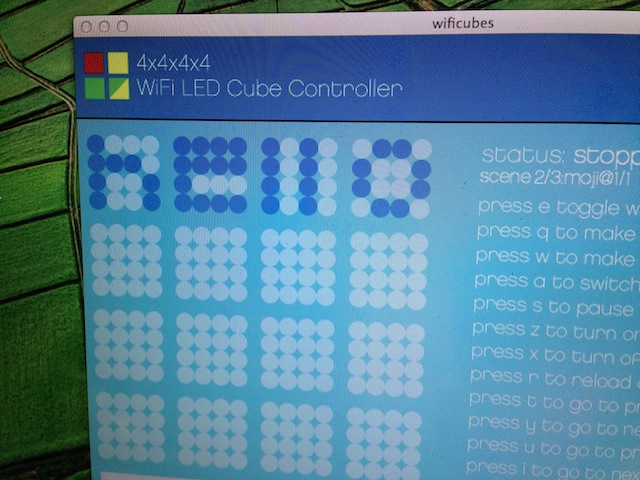 wificubes
4x4x4x4
WiFi LED Cube Controller
status: stopp
scene 2/3:moji@1/1
press e toggle w
press q to make
press w to make
press a to switch
press s to pause
press z to turn on
press x to turn of
press r to reload
press t to go to p
press y to go to ne
press u to go to pr
press i to go to nex